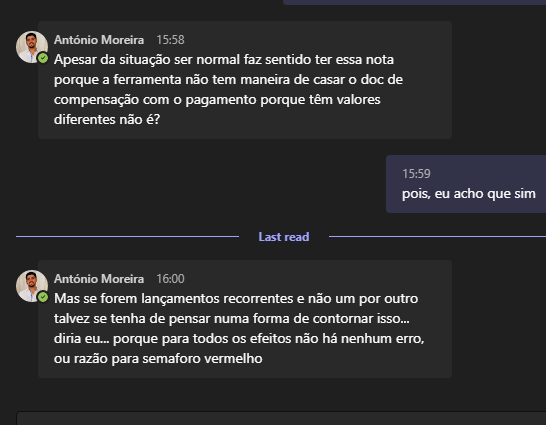 António Moreira 15:58
Apesar da situação ser normal faz sentido ter essa nota
porque a ferramenta não tem maneira de casar o doc de
compensação com o pagamento porque têm valores
diferentes não é?
15:59
pois, eu acho que sim
Last read
António Moreira 16:00
Mas se forem lançamentos recorrentes e não um por outro
talvez se tenha de pensar numa forma de contornar isso...
diria eu... porque para todos os efeitos não há nenhum erro,
ou razão para semaforo vermelho